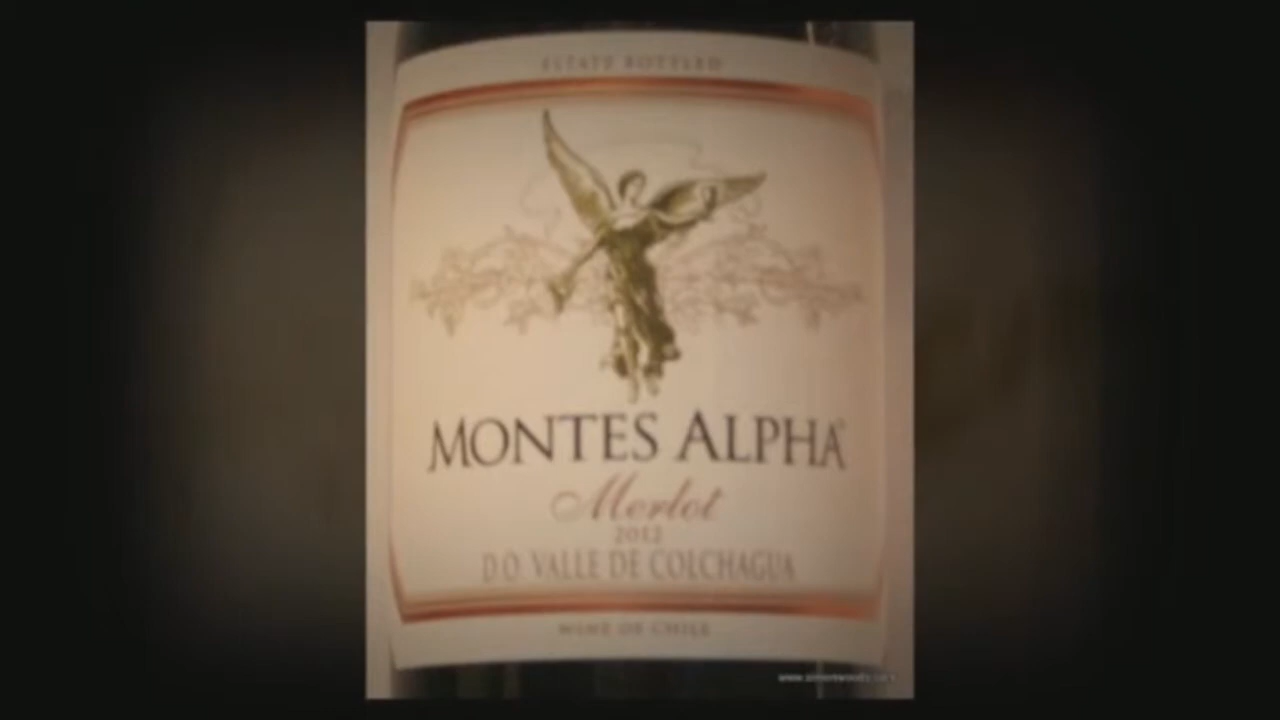 ESTATE BOTTLED
MONTES ALPHA
Merlot
2012
D.O. VALLE DE COLCHAGUA
WINE OF CHILE